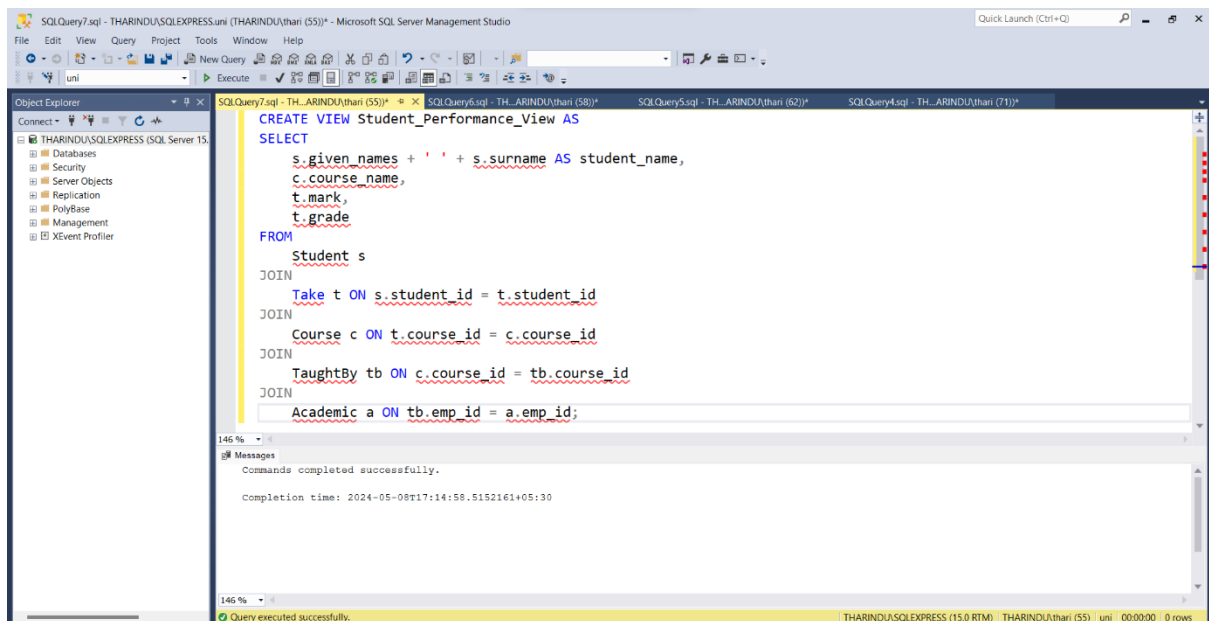 SQLQuery7.sql - THARINDU\SQLEXPRESS.uni (THARINDU\thari (55))* - Microsoft SQL Server Management Studio
Quick Launch (Ctrl+Q)
File Edit View Query Project Tools Window Help
New Query
uni
Execute
Object Explorer
SQLQuery7.sql - TH...ARINDU\thari (55))* SQLQuery6.sql - TH...ARINDU\thari (58))* SQLQuery5.sql - TH...ARINDU\thari (62))* SQLQuery4.sql - TH...ARINDU\thari (71))*
Connect
THARINDU\SQLEXPRESS (SQL Server 15.
Databases
Security
Server Objects
Replication
PolyBase
Management
XEvent Profiler
CREATE VIEW Student_Performance_View AS
SELECT
s.given_names + ' ' + s.surname AS student_name,
c.course_name,
t.mark,
t.grade
FROM
Student s
JOIN
Take t ON s.student_id = t.student_id
JOIN
Course c ON t.course_id = c.course_id
JOIN
TaughtBy tb ON c.course_id = tb.course_id
JOIN
Academic a ON tb.emp_id = a.emp_id;
146 %
Messages
Commands completed successfully.
Completion time: 2024-05-08T17:14:58.5152161+05:30
146 %
Query executed successfully.
THARINDU\SQLEXPRESS (15.0 RTM) THARINDU\thari (55) uni 00:00:00 0 rows